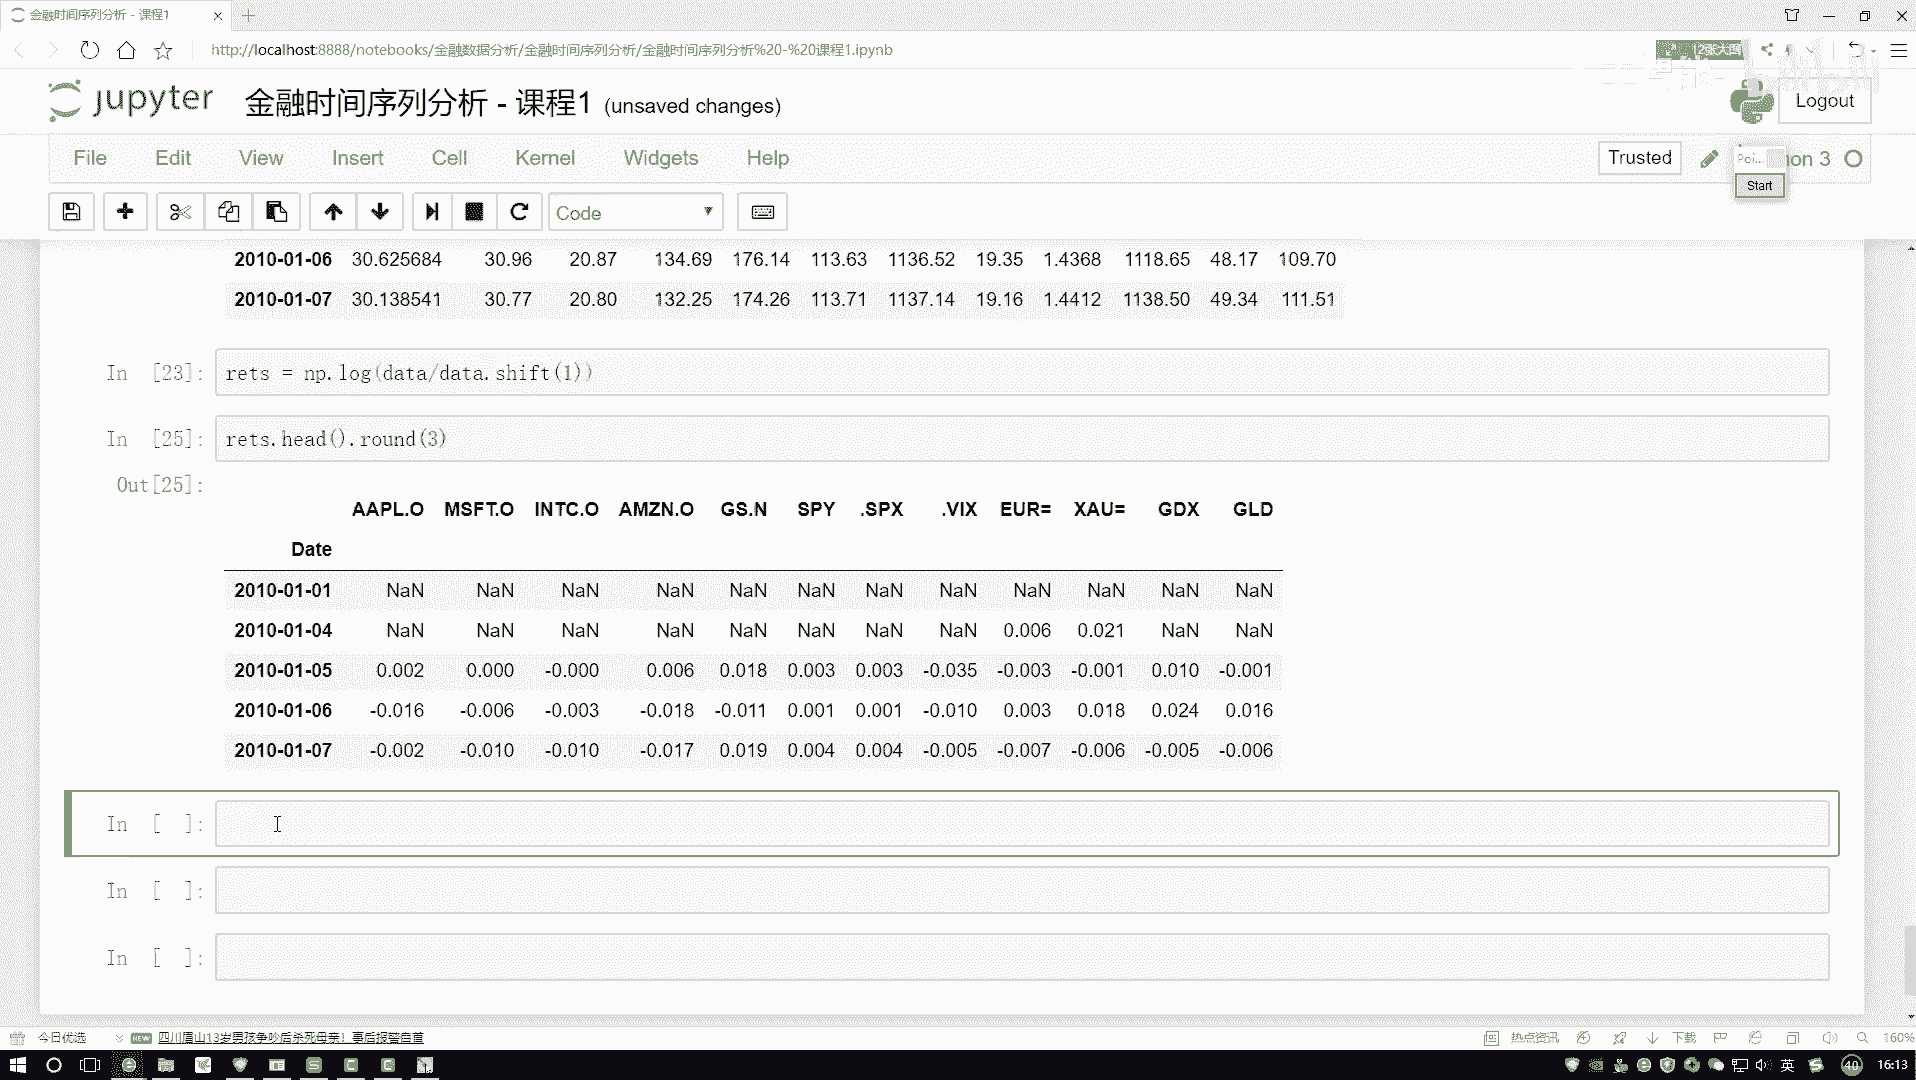 金融时间序列分析 - 课程1
http://localhost:8888/notebooks/金融数据分析/金融时间序列分析/金融时间序列分析%20-%20课程1.ipynb
jupyter 金融时间序列分析 - 课程1 (unsaved changes)
Logout
File Edit View Insert Cell Kernel Widgets Help
Trusted
Poi...
hon 3
Start
Code
2010-01-06 30.625684 30.96 20.87 134.69 176.14 113.63 1136.52 19.35 1.4368 1118.65 48.17 109.70
2010-01-07 30.138541 30.77 20.80 132.25 174.26 113.71 1137.14 19.16 1.4412 1138.50 49.34 111.51
In [23]: rets = np.log(data/data.shift(1))
In [25]: rets.head().round(3)
Out[25]:
AAPL.O MSFT.O INTC.O AMZN.O GS.N SPY .SPX .VIX EUR= XAU= GDX GLD
Date
2010-01-01 NaN NaN NaN NaN NaN NaN NaN NaN NaN NaN NaN NaN
2010-01-04 NaN NaN NaN NaN NaN NaN NaN NaN 0.006 0.021 NaN NaN
2010-01-05 0.002 0.000 -0.000 0.006 0.018 0.003 0.003 -0.035 -0.003 -0.001 0.010 -0.001
2010-01-06 -0.016 -0.006 -0.003 -0.018 -0.011 0.001 0.001 -0.010 0.003 0.018 0.024 0.016
2010-01-07 -0.002 -0.010 -0.010 -0.017 0.019 0.004 0.004 -0.005 -0.007 -0.006 -0.005 -0.006
In [ ]:
In [ ]:
In [ ]:
今日优选
NEW 四川眉山13岁男孩争吵后杀死母亲！事后报警自首
热点资讯
下载
160%
英
40
16:13